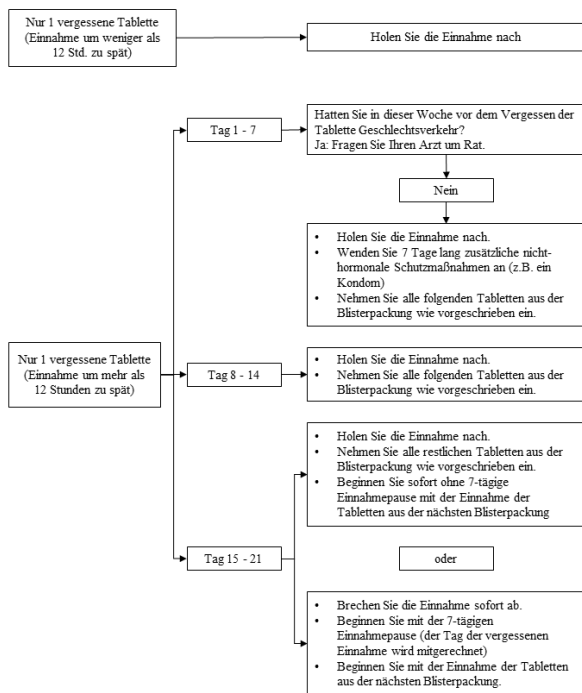 Nur 1 vergessene Tablette
(Einnahme um weniger als
12 Std. zu spät)
Holen Sie die Einnahme nach
Tag 1 - 7
Hatten Sie in dieser Woche vor dem Vergessen der
Tablette Geschlechtsverkehr?
Ja: Fragen Sie Ihren Arzt um Rat.
Nein
• Holen Sie die Einnahme nach.
• Wenden Sie 7 Tage lang zusätzliche nicht-
hormonale Schutzmaßnahmen an (z.B. ein
Kondom)
• Nehmen Sie alle folgenden Tabletten aus der
Blisterpackung wie vorgeschrieben ein.
Nur 1 vergessene Tablette
(Einnahme um mehr als
12 Stunden zu spät)
Tag 8 - 14
• Holen Sie die Einnahme nach.
• Nehmen Sie alle folgenden Tabletten aus der
Blisterpackung wie vorgeschrieben ein.
Tag 15 - 21
• Holen Sie die Einnahme nach.
• Nehmen Sie alle restlichen Tabletten aus der
Blisterpackung wie vorgeschrieben ein.
• Beginnen Sie sofort ohne 7-tägige
Einnahmepause mit der Einnahme der
Tabletten aus der nächsten Blisterpackung
oder
• Brechen Sie die Einnahme sofort ab.
• Beginnen Sie mit der 7-tägigen
Einnahmepause (der Tag der vergessenen
Einnahme wird mitgerechnet)
• Beginnen Sie mit der Einnahme der Tabletten
aus der nächsten Blisterpackung.